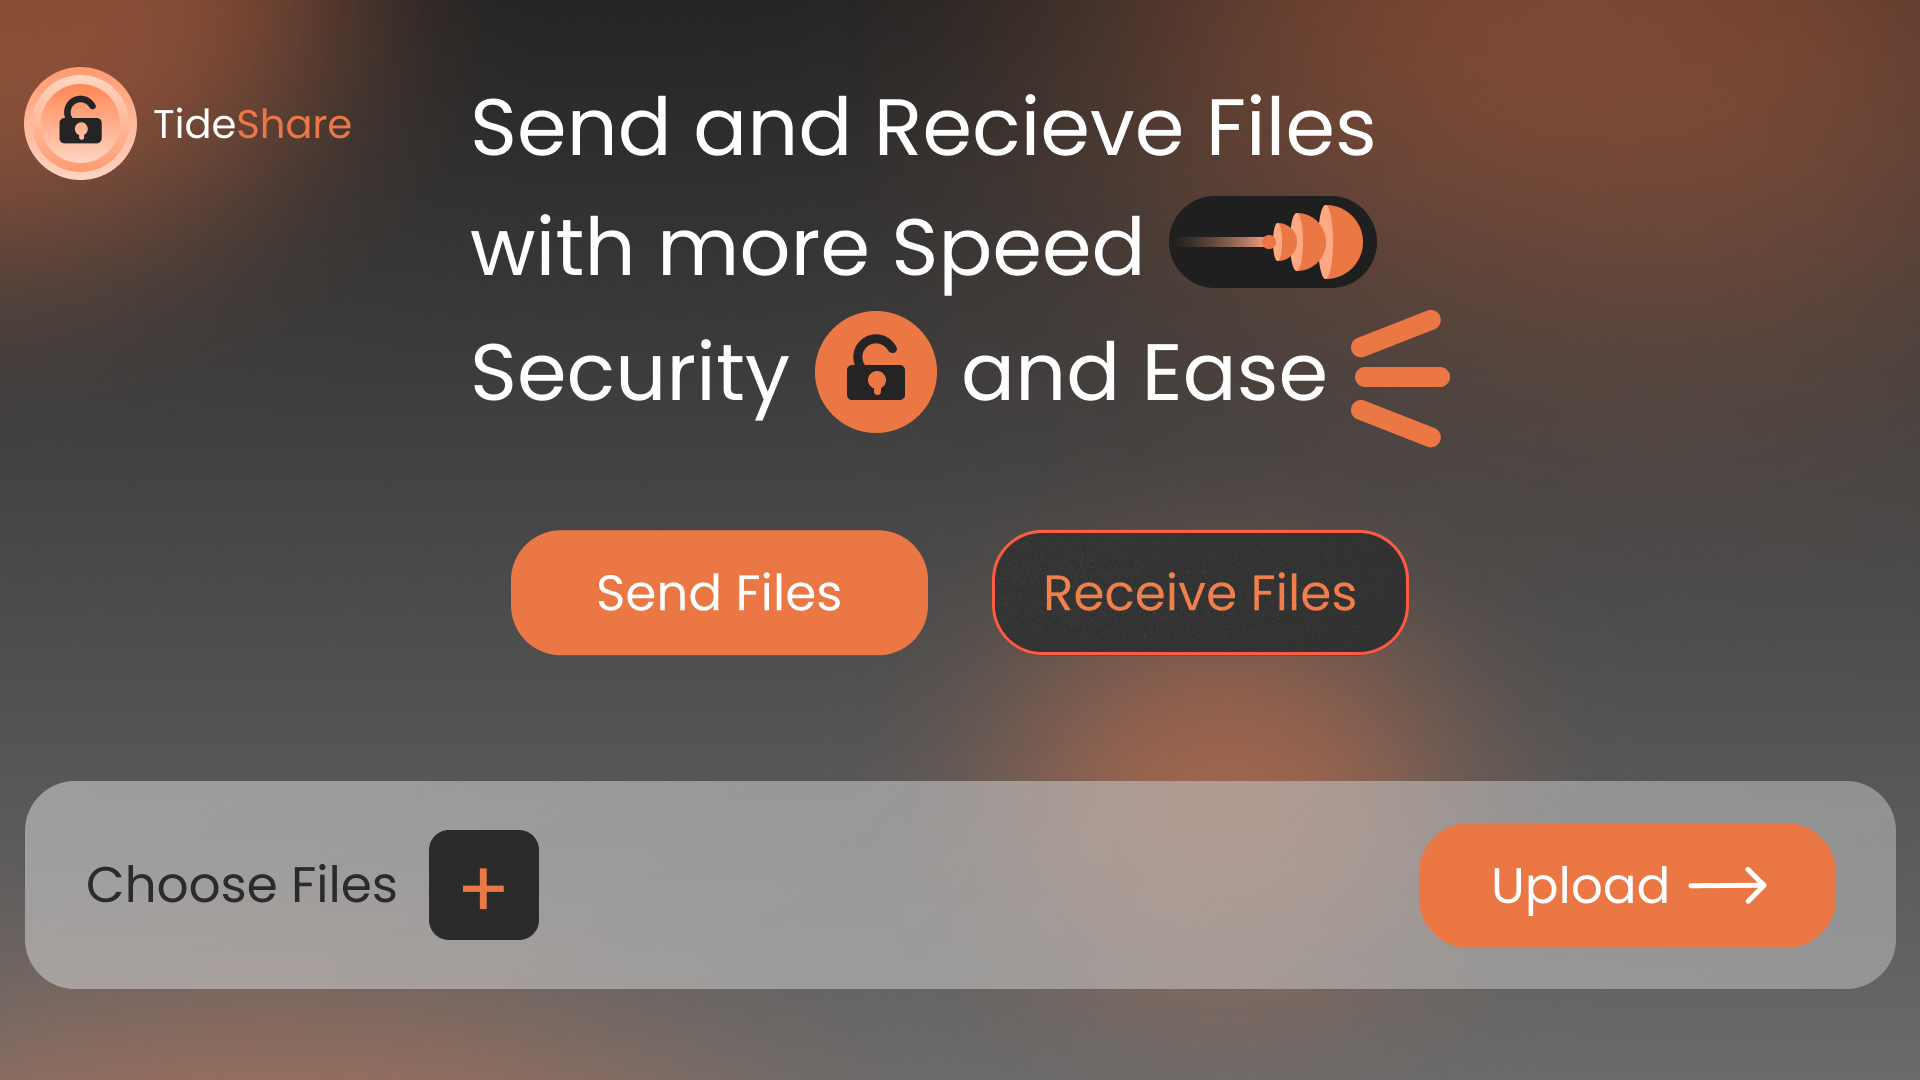 TideShare
Send and Recieve Files
with more Speed
Security and Ease
Send Files
Receive Files
Choose Files
Upload